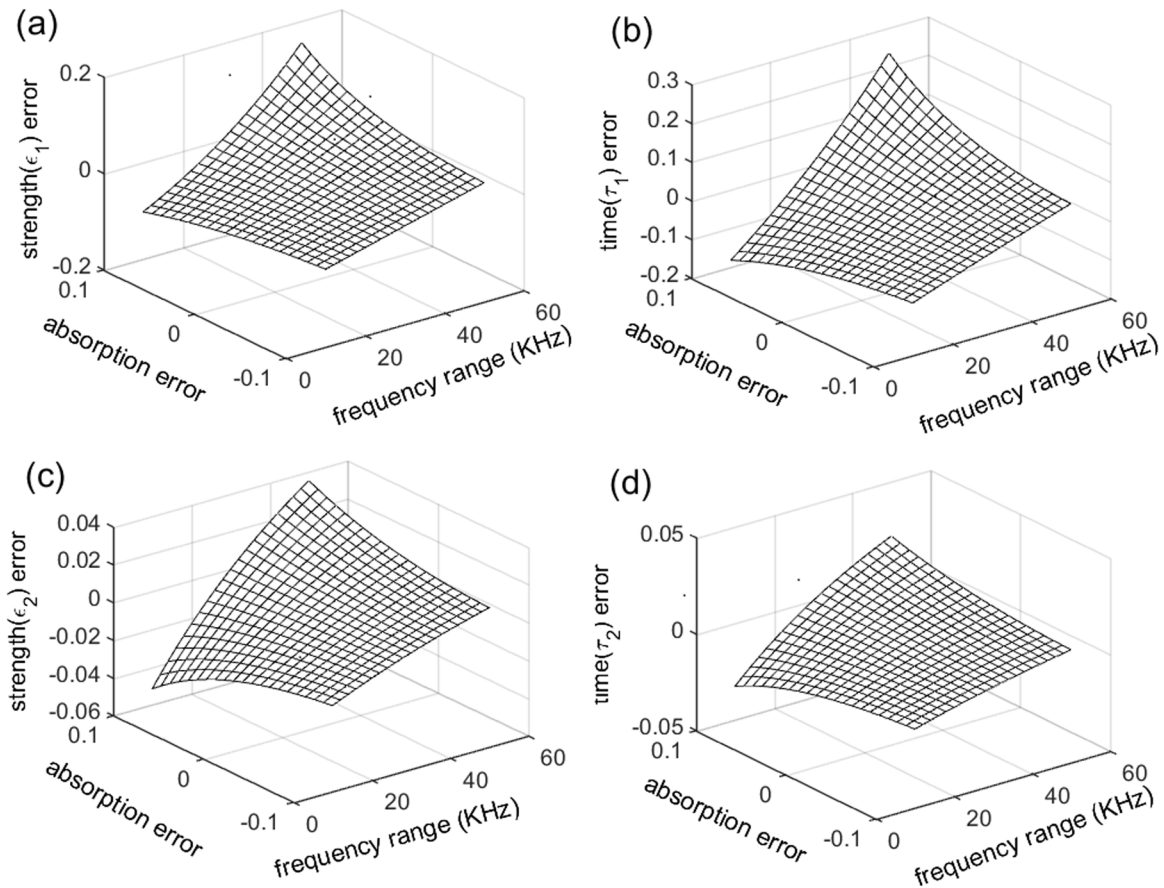 (a)
0.2
0
-0.2
strength(ϵ₁) error
0.1
0
-0.1
absorption error
0
20
40
60
frequency range (KHz)
(b)
0.3
0.2
0.1
0
-0.1
-0.2
time(τ₁) error
0.1
0
-0.1
absorption error
0
20
40
60
frequency range (KHz)
(c)
0.04
0.02
0
-0.02
-0.04
-0.06
strength(ϵ₂) error
0.1
0
-0.1
absorption error
0
20
40
60
frequency range (KHz)
(d)
0.05
0
-0.05
time(τ₂) error
0.1
0
-0.1
absorption error
0
20
40
60
frequency range (KHz)